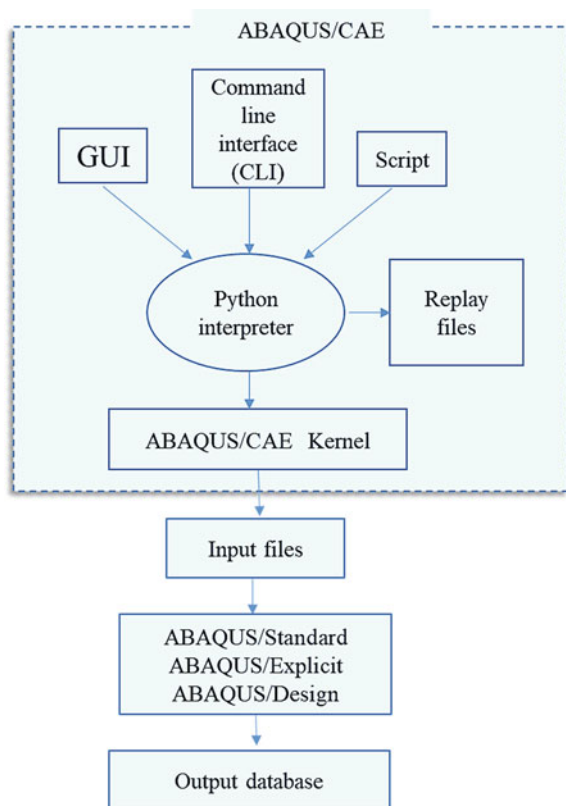 ABAQUS/CAE
Command
line
interface
(CLI)
GUI
Script
Python
interpreter
Replay
files
ABAQUS/CAE Kernel
Input files
ABAQUS/Standard
ABAQUS/Explicit
ABAQUS/Design
Output database